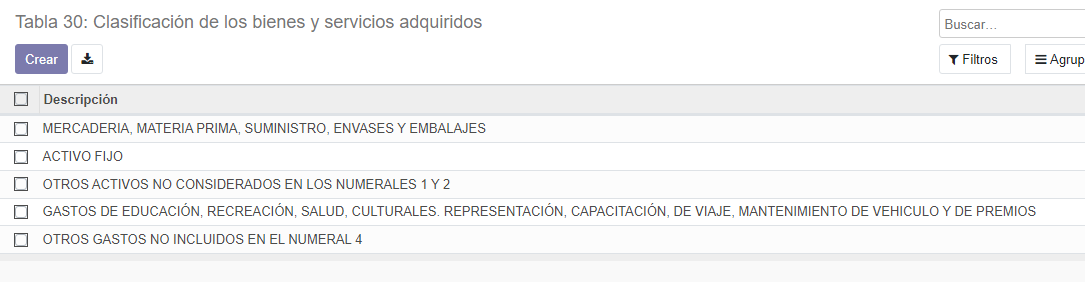 Tabla 30: Clasificación de los bienes y servicios adquiridos
Buscar...
Crear
Filtros
Agrup
Descripción
MERCADERIA, MATERIA PRIMA, SUMINISTRO, ENVASES Y EMBALAJES
ACTIVO FIJO
OTROS ACTIVOS NO CONSIDERADOS EN LOS NUMERALES 1 Y 2
GASTOS DE EDUCACIÓN, RECREACIÓN, SALUD, CULTURALES. REPRESENTACIÓN, CAPACITACIÓN, DE VIAJE, MANTENIMIENTO DE VEHICULO Y DE PREMIOS
OTROS GASTOS NO INCLUIDOS EN EL NUMERAL 4